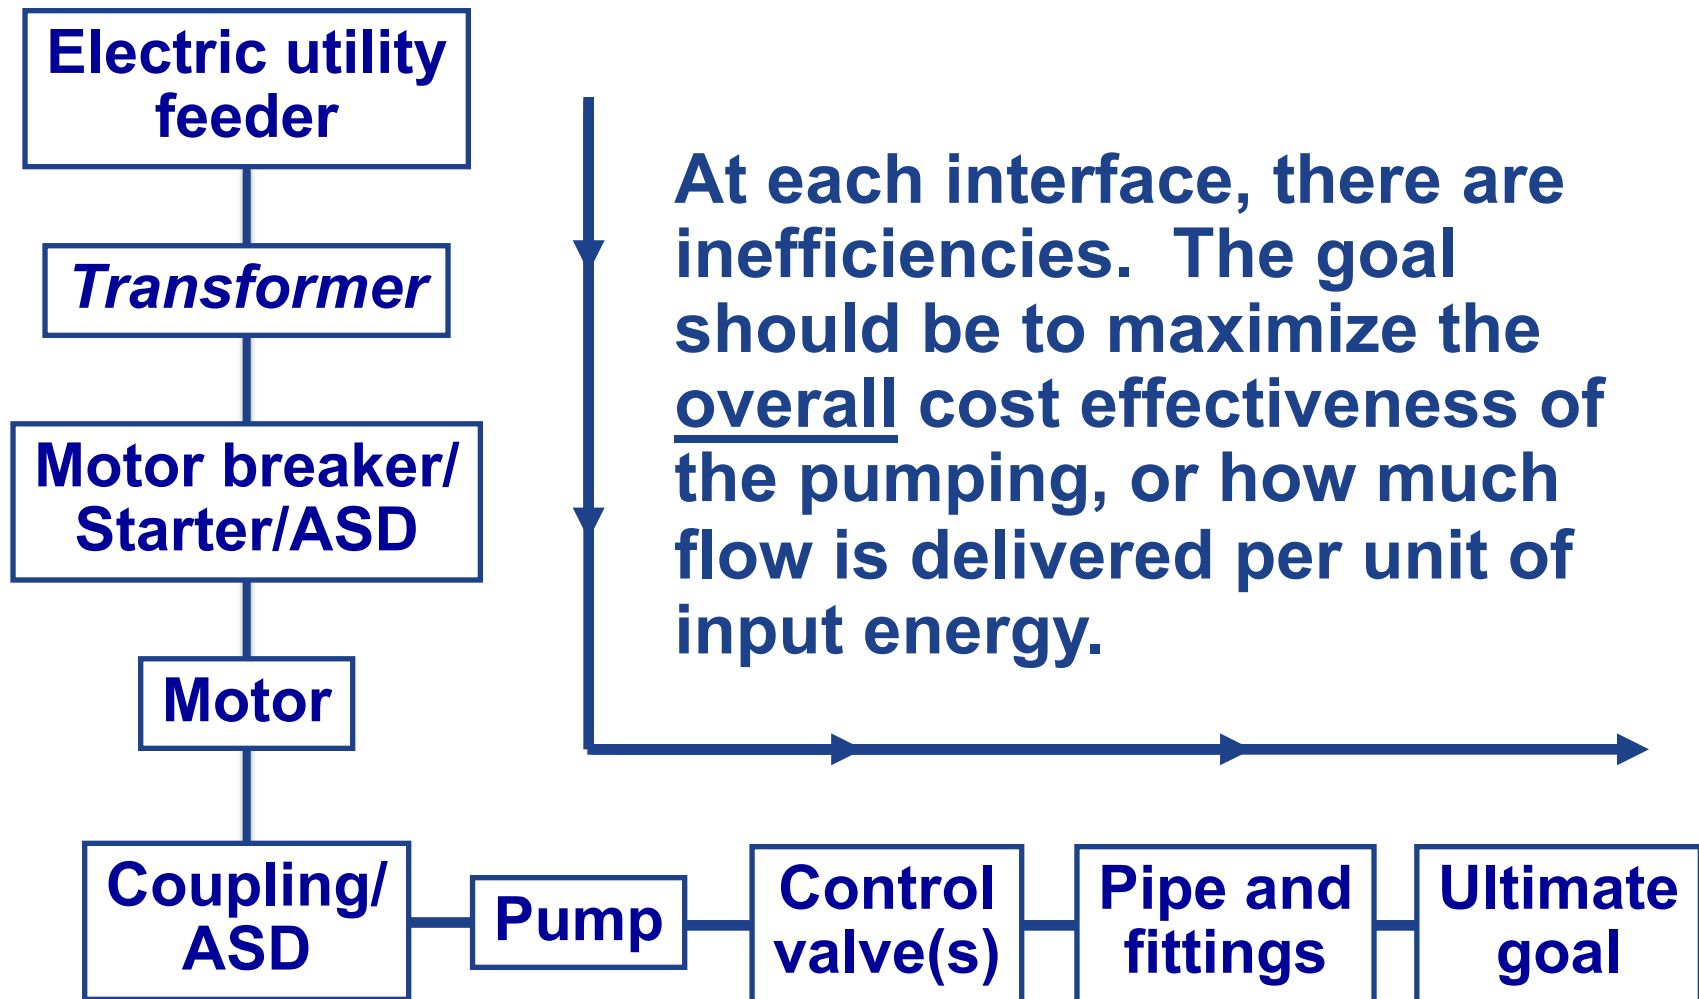 Electric utility
feeder
Transformer
Motor breaker/
Starter/ASD
Motor
Coupling/
ASD
Pump
Control
valve(s)
Pipe and
fittings
Ultimate
goal
At each interface, there are
inefficiencies.  The goal
should be to maximize the
overall cost effectiveness of
the pumping, or how much
flow is delivered per unit of
input energy.